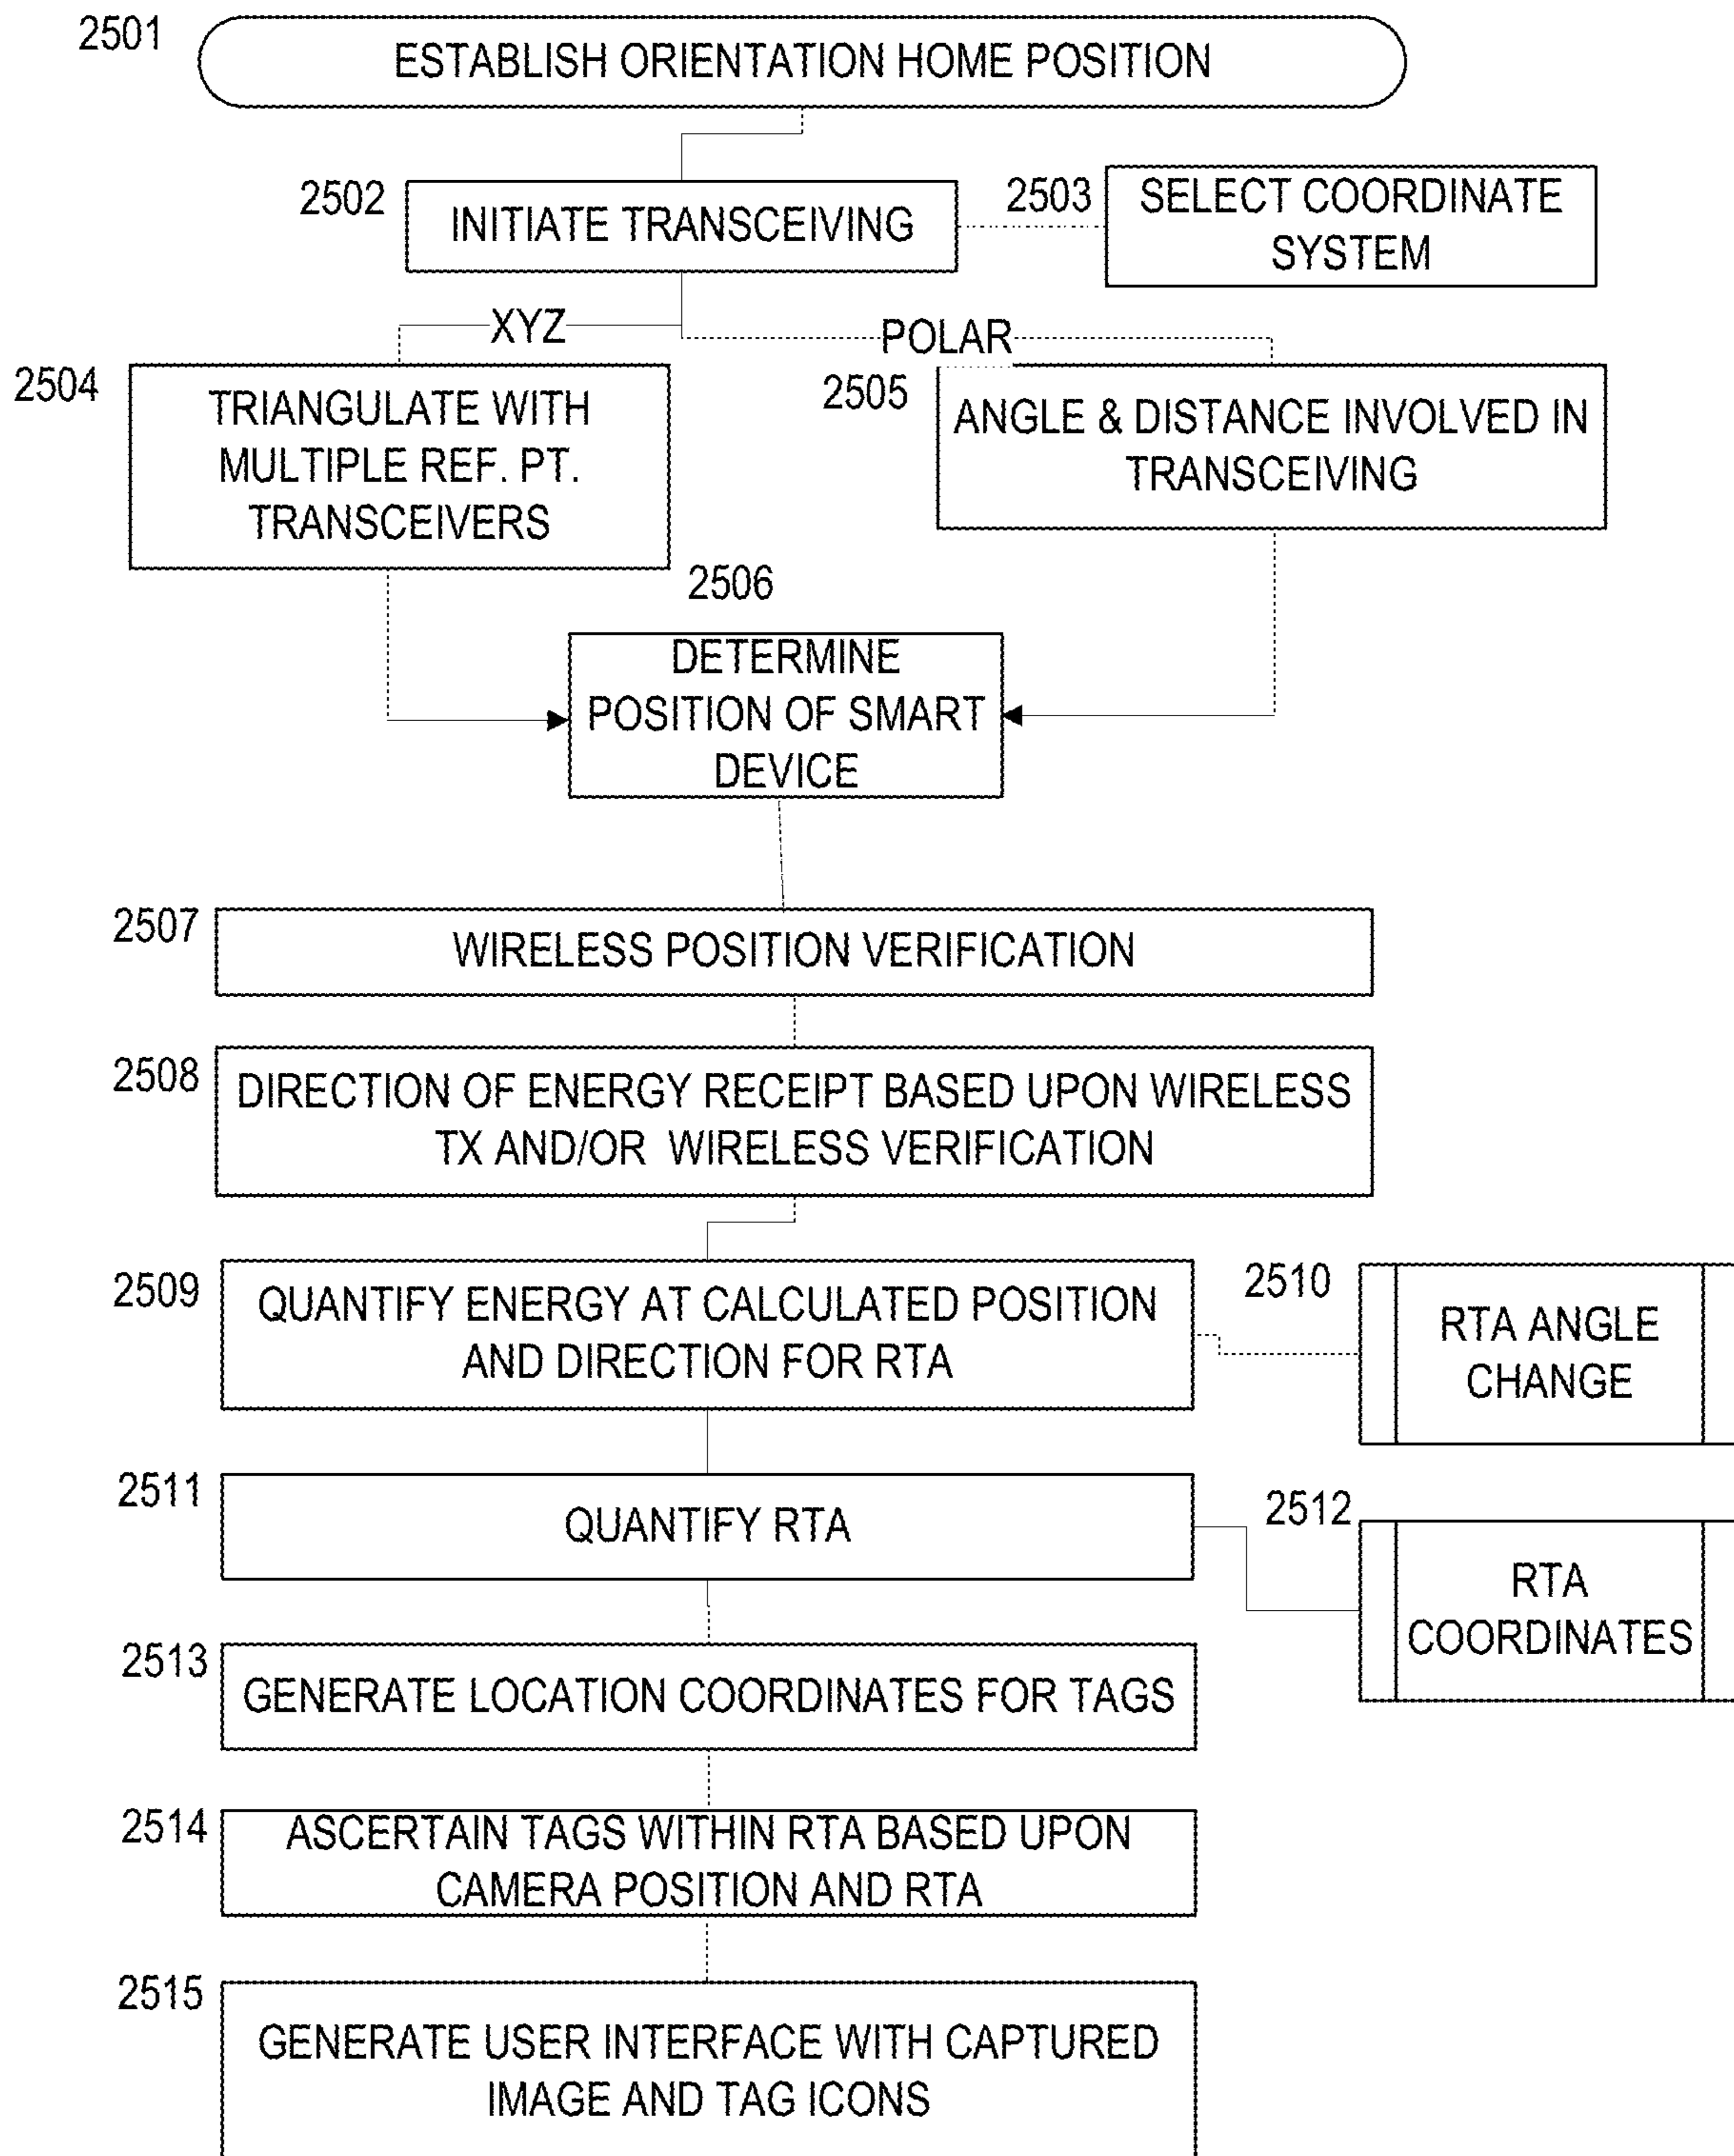 2501
ESTABLISH ORIENTATION HOME POSITION
2502
INITIATE TRANSCEIVING
2503
SELECT COORDINATE
SYSTEM
XYZ
POLAR
2504
TRIANGULATE WITH
MULTIPLE REF. PT.
TRANSCEIVERS
2505
ANGLE & DISTANCE INVOLVED IN
TRANSCEIVING
2506
DETERMINE
POSITION OF SMART
DEVICE
2507
WIRELESS POSITION VERIFICATION
2508
DIRECTION OF ENERGY RECEIPT BASED UPON WIRELESS
TX AND/OR WIRELESS VERIFICATION
2509
QUANTIFY ENERGY AT CALCULATED POSITION
AND DIRECTION FOR RTA
2510
RTA ANGLE
CHANGE
2511
QUANTIFY RTA
2512
RTA
COORDINATES
2513
GENERATE LOCATION COORDINATES FOR TAGS
2514
ASCERTAIN TAGS WITHIN RTA BASED UPON
CAMERA POSITION AND RTA
2515
GENERATE USER INTERFACE WITH CAPTURED
IMAGE AND TAG ICONS